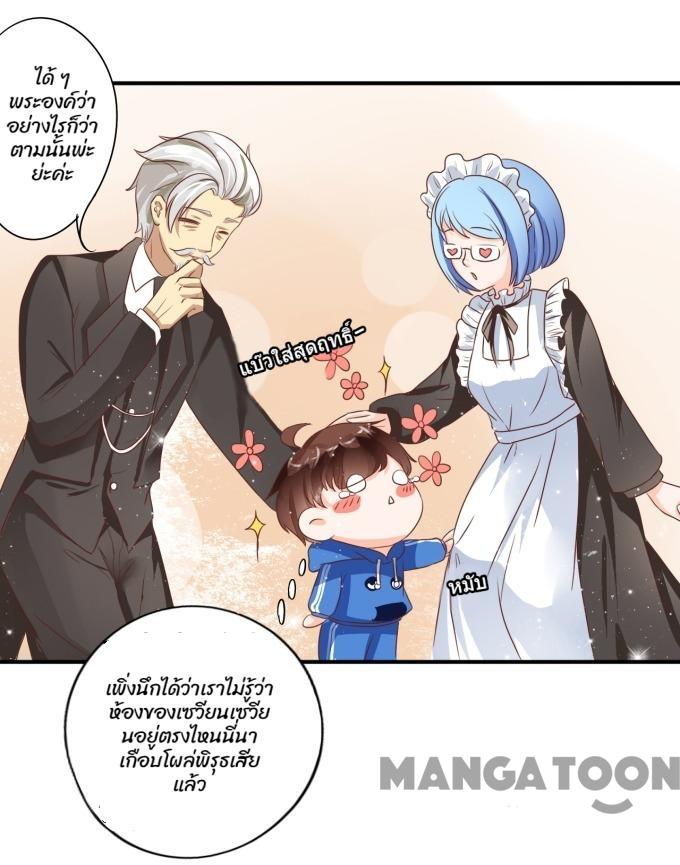 ได้ ๆ
พระองค์ว่า
อย่างไรก็ว่า
ตามนั้นพ่ะ
ย่ะค่ะ
แบ๊วใส่สุดฤทธิ์~
หมับ
เพิ่งนึกได้ว่าเราไม่รู้ว่า
ห้องของเซวียนเซวีย
นอยู่ตรงไหนนี่นา
เกือบโผล่พิรุธเสีย
แล้ว
MANGATOON